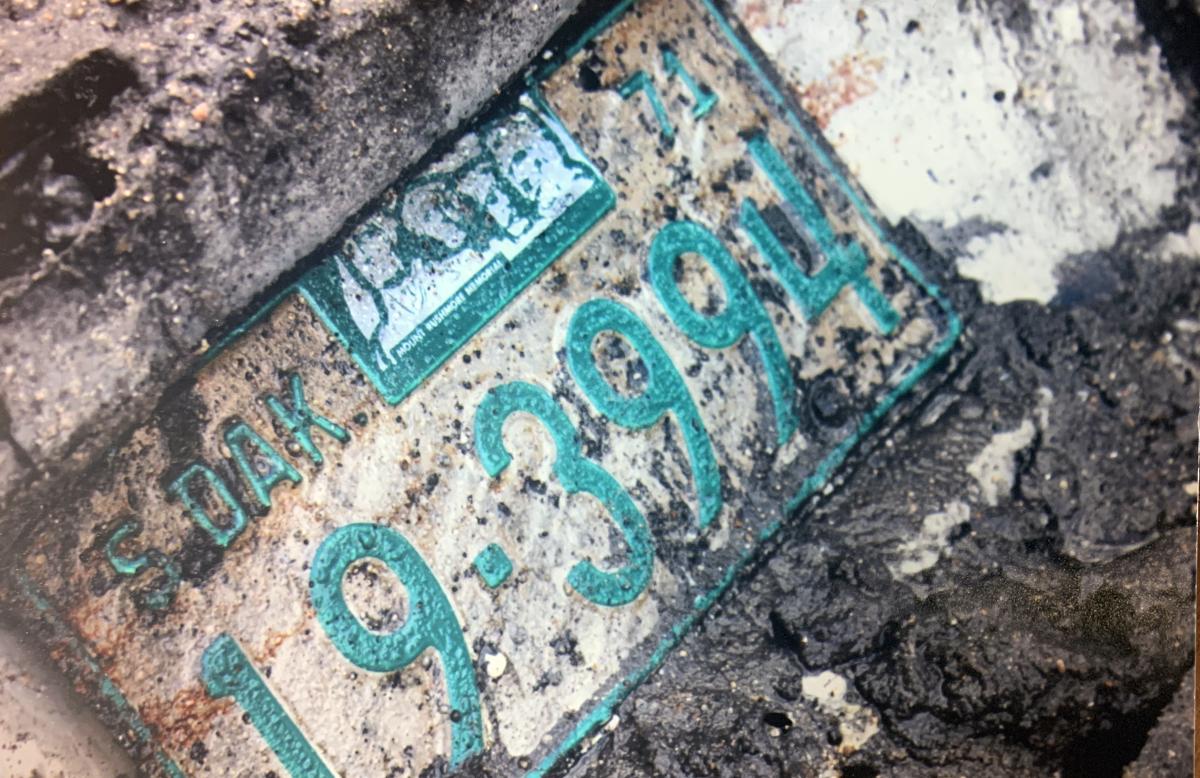 S. DAK. 71
MOUNT RUSHMORE MEMORIAL
19·3994